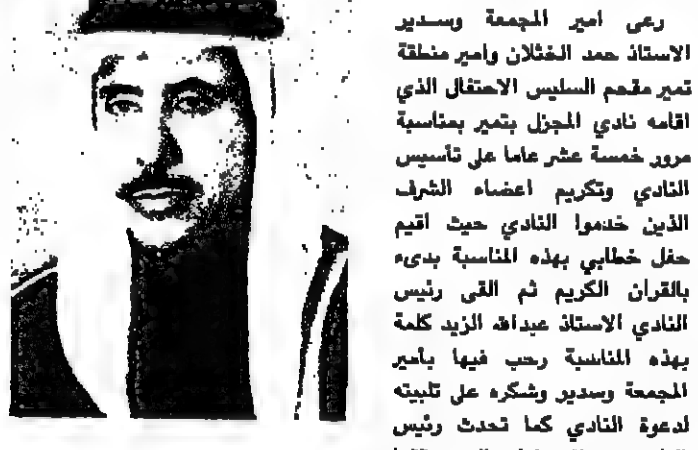 رعى امير المجمعة وسدير
الاستاذ حمد الخثلان وأمير منطقة
تمير مقحم السليس الاحتفال الذي
اقامه نادي المجزل بتمير بمناسبة
مرور خمسة عشر عاما على تأسيس
النادي وتكريم اعضاء الشرف
الذين خدموا النادي حيث اقيم
حفل خطابي بهذه المناسبة بدىء
بالقرآن الكريم ثم القى رئيس
النادي الاستاذ عبدالله الزيد كلمة
بهذه المناسبة رحب فيها بأمير
المجمعة وسدير وشكره على تلبيته
لدعوة النادي كما تحدث رئيس